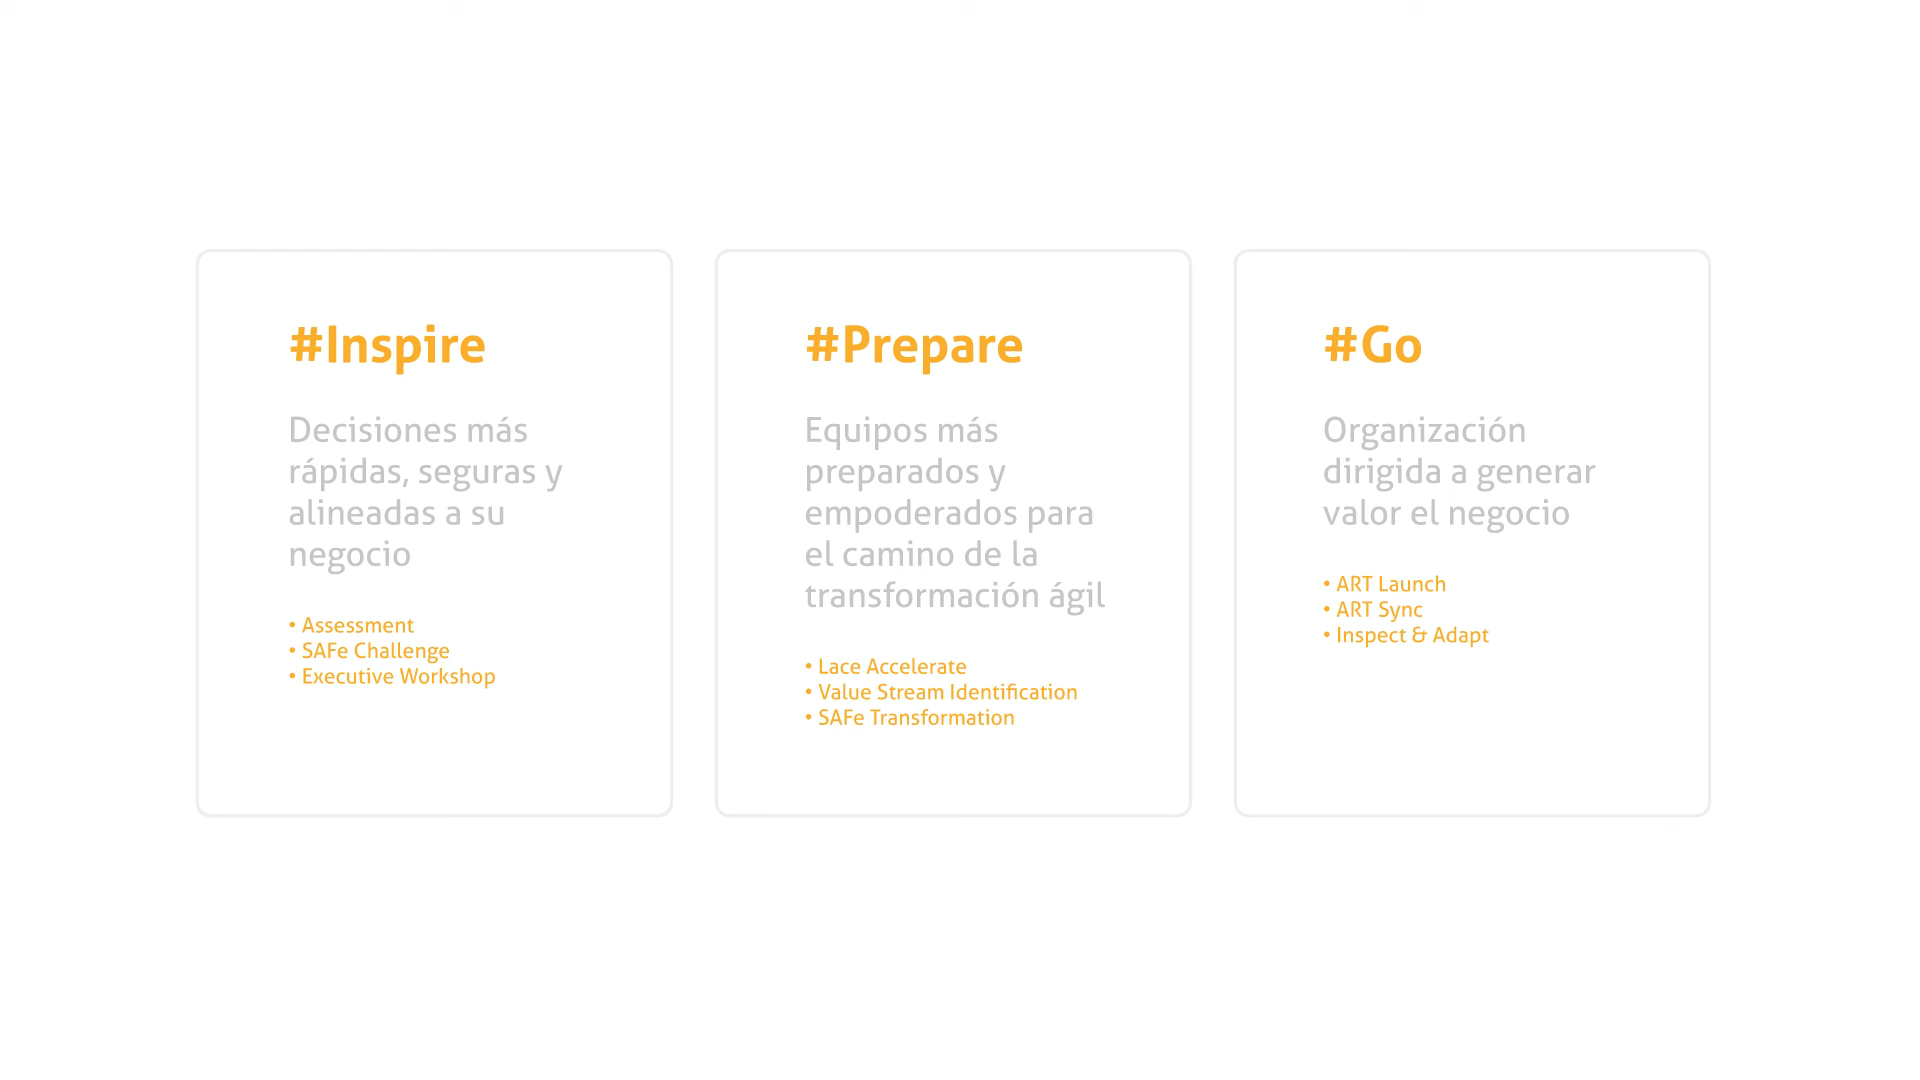 #Inspire
Decisiones más
rápidas, seguras y
alineadas a su
negocio
• Assessment
• SAFe Challenge
• Executive Workshop
#Prepare
Equipos más
preparados y
empoderados para
el camino de la
transformación ágil
• Lace Accelerate
• Value Stream Identification
• SAFe Transformation
#Go
Organización
dirigida a generar
valor el negocio
• ART Launch
• ART Sync
• Inspect & Adapt